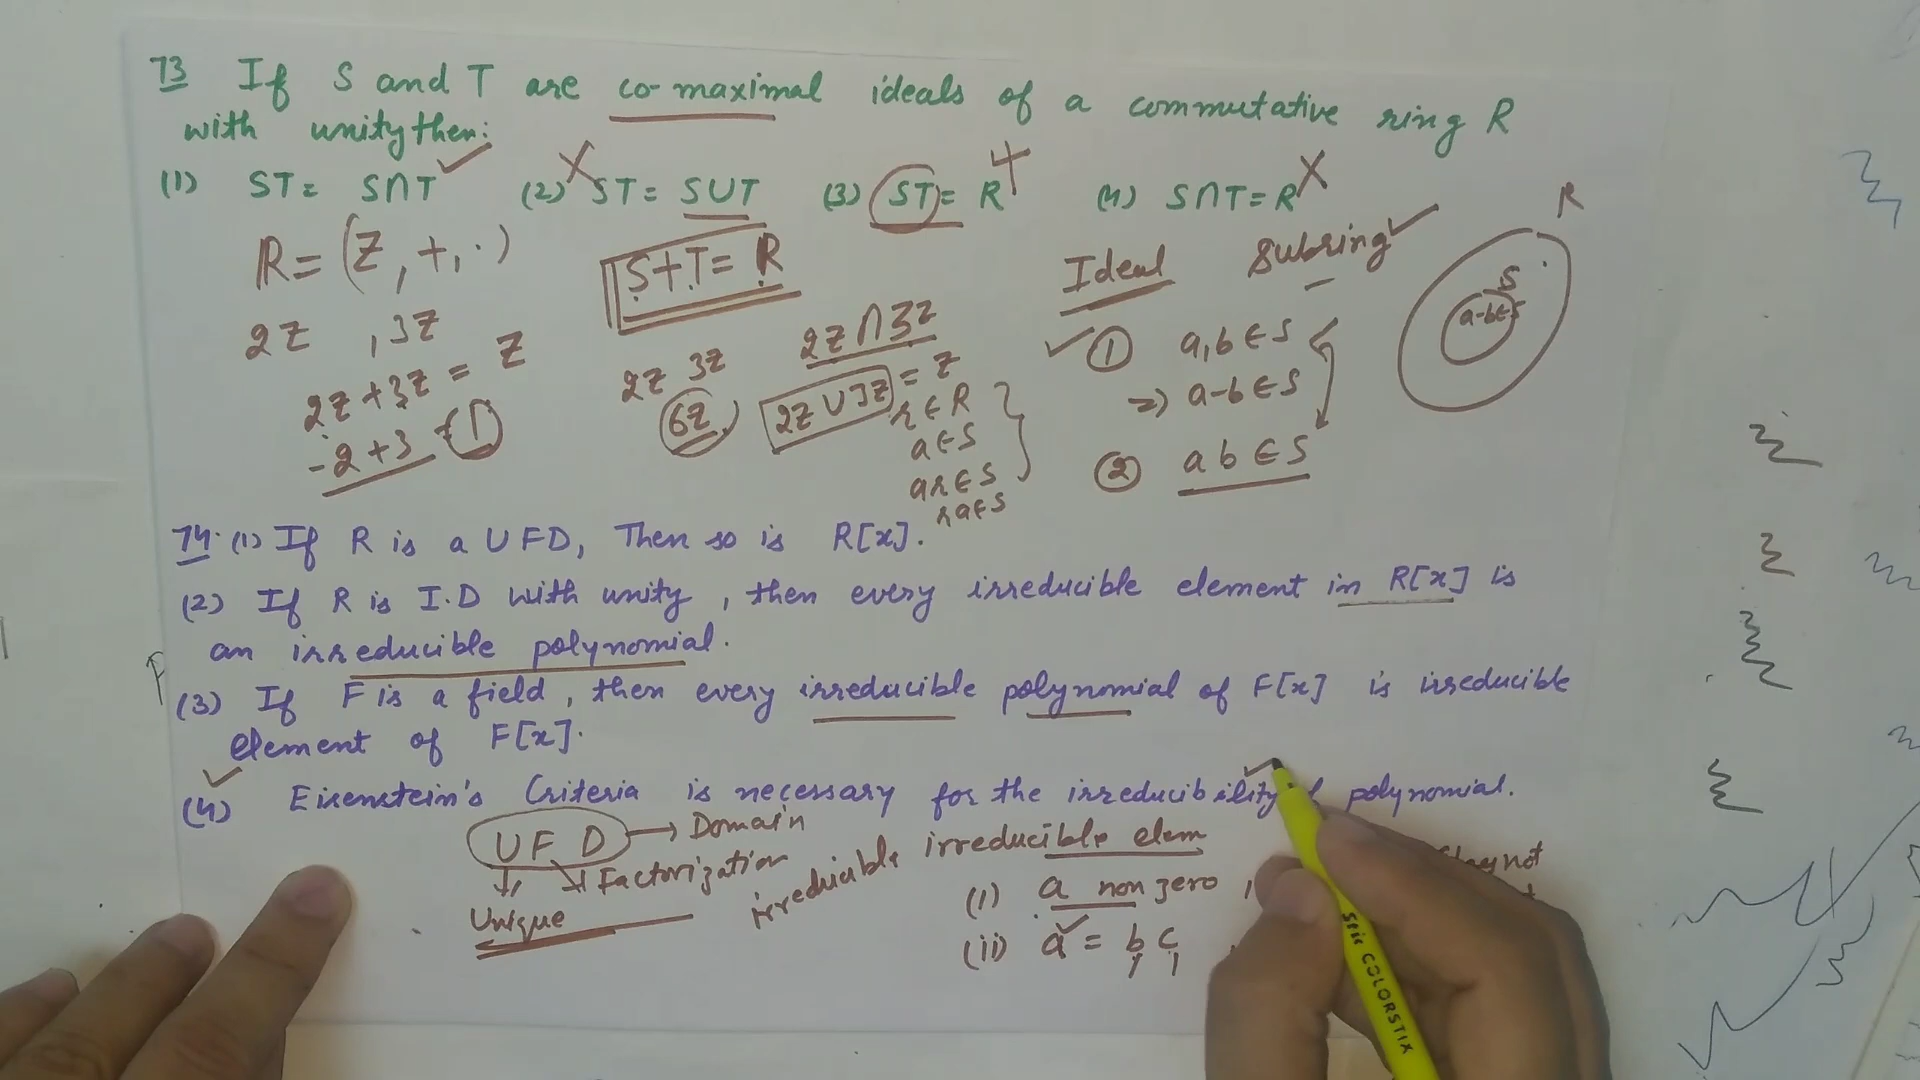 73 If S and T are co-maximal ideals of a commutative ring R
with unity then:
(1) ST = S∩T (2) ST = S∪T (3) ST = R (4) S∩T = R
R = (Z, +, ·)
S+T = R
Ideal Subring
R
S
a-b∈S
2Z , 3Z
2Z+3Z = Z
-2+3 = 1
2Z 3Z
6Z
2Z∩3Z
2Z∪3Z = Z
r∈R
a∈S
ar∈S
ra∈S
① a,b∈S
=> a-b∈S
② ab∈S
74. (1) If R is a UFD, Then so is R[x].
(2) If R is I.D with unity, then every irreducible element in R[x] is
an irreducible polynomial.
(3) If F is a field, then every irreducible polynomial of F[x] is irreducible
element of F[x].
(4) Eisenstein's Criteria is necessary for the irreducibility polynomial.
UFD → Domain
Factorization
Unique
irreducible
irreducible elem
(i) a non zero,
(ii) a = bc
not
Stic COLORSTIX